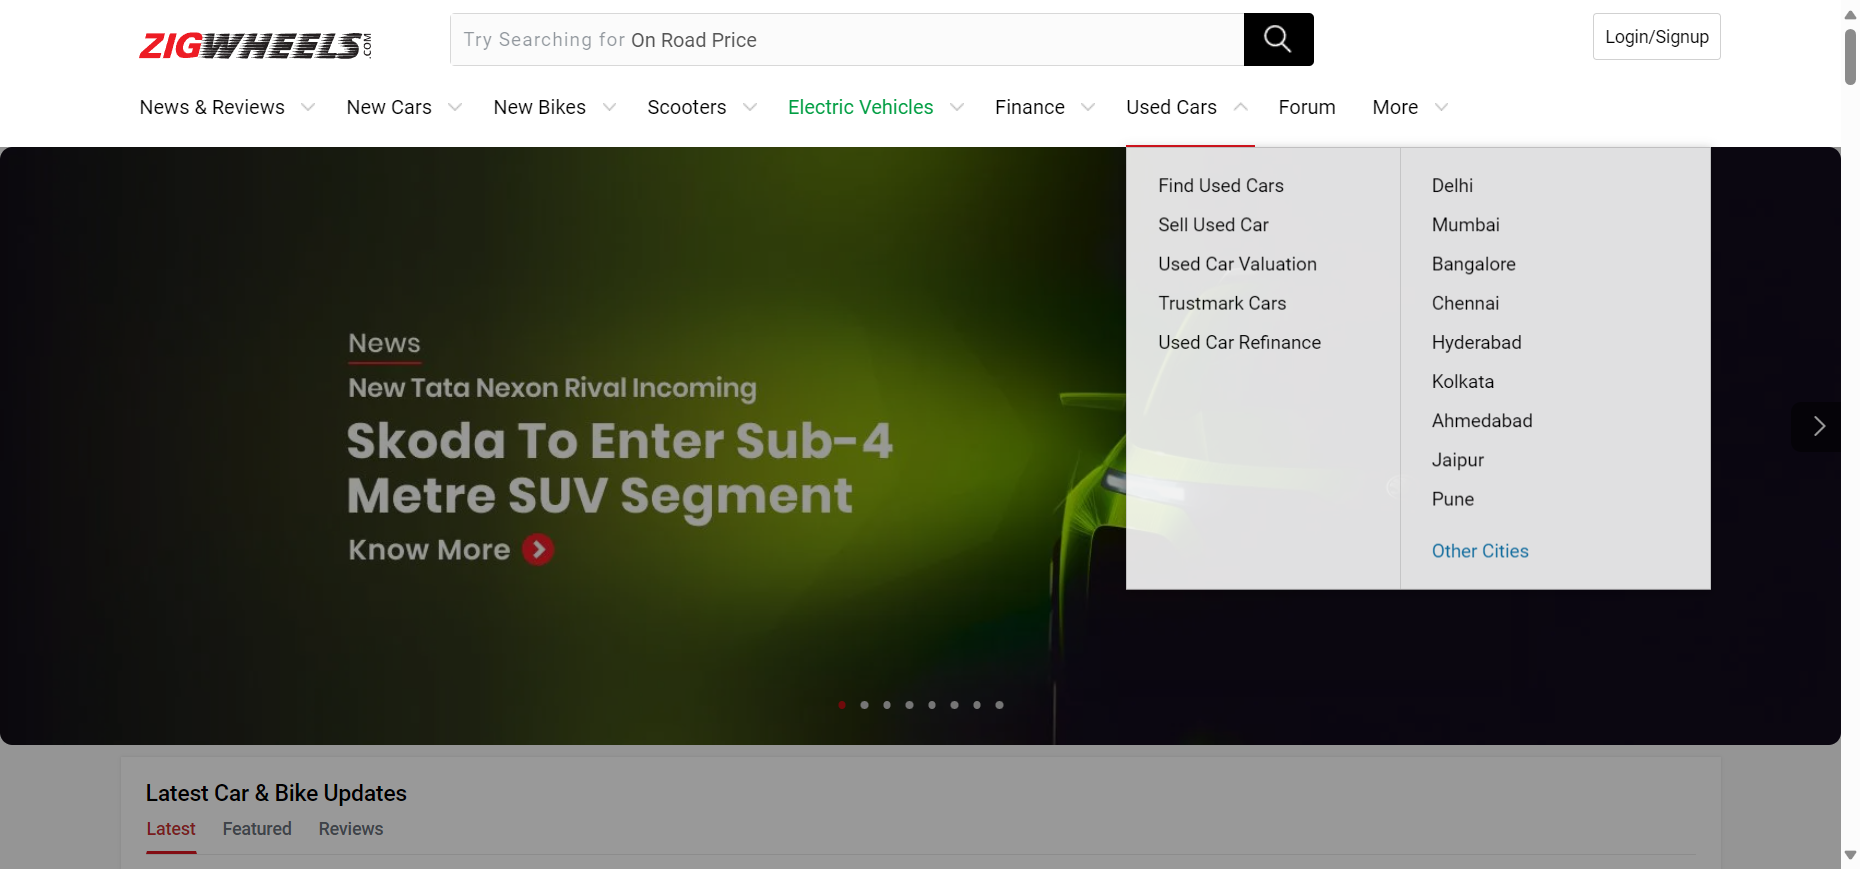 ZIGWHEELS.COM
Try Searching for On Road Price
Login/Signup
News & Reviews
New Cars
New Bikes
Scooters
Electric Vehicles
Finance
Used Cars
Forum
More
Find Used Cars
Sell Used Car
Used Car Valuation
Trustmark Cars
Used Car Refinance
Delhi
Mumbai
Bangalore
Chennai
Hyderabad
Kolkata
Ahmedabad
Jaipur
Pune
Other Cities
News
New Tata Nexon Rival Incoming
Skoda To Enter Sub-4
Metre SUV Segment
Know More
Latest Car & Bike Updates
Latest
Featured
Reviews